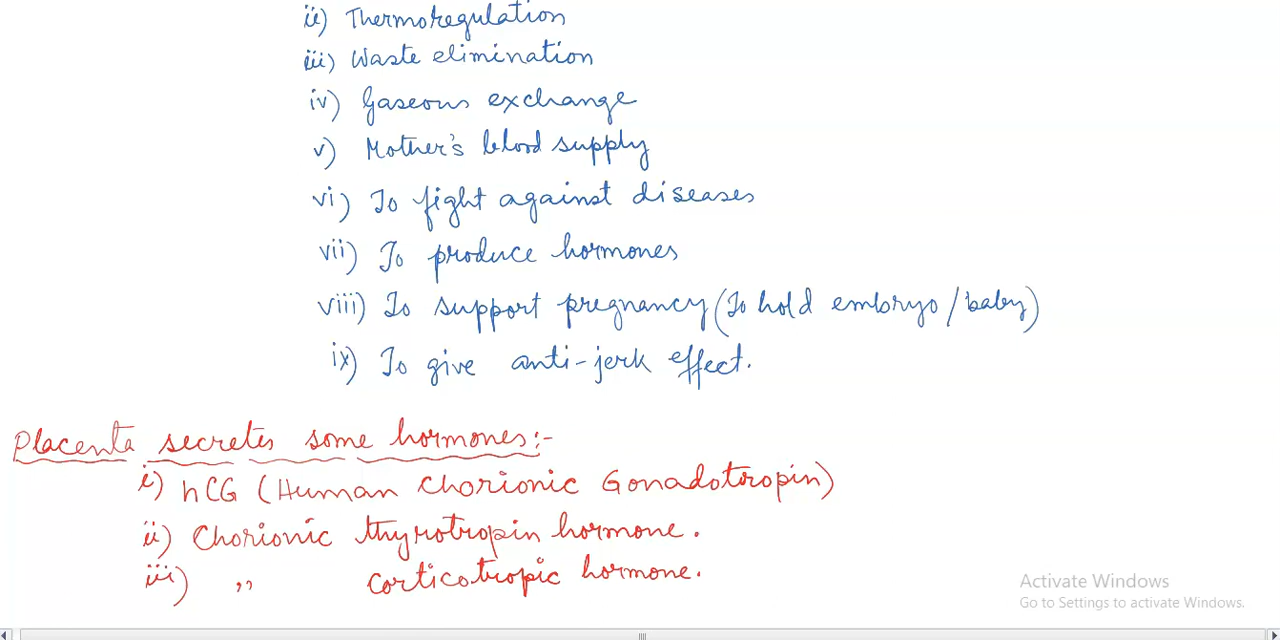 ii) Thermoregulation
iii) Waste elimination
iv) Gaseous exchange
v) Mother's blood supply
vi) To fight against diseases
vii) To produce hormones
viii) To support pregnancy (To hold embryo/baby)
ix) To give anti-jerk effect.
Placenta secretes some hormones:-
i) hCG (Human Chorionic Gonadotropin)
ii) Chorionic thyrotropin hormone.
iii) ,, corticotropic hormone.
Activate Windows
Go to Settings to activate Windows.